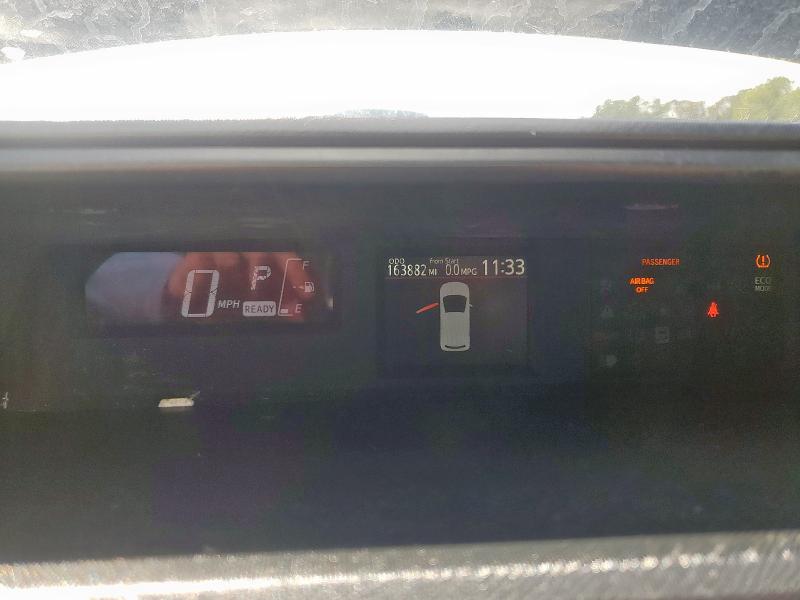 0 MPH
P
READY
F
E
ODO
163882 MI
From Start
0.0 MPG
11:33
PASSENGER
AIRBAG
OFF
ECO
MODE